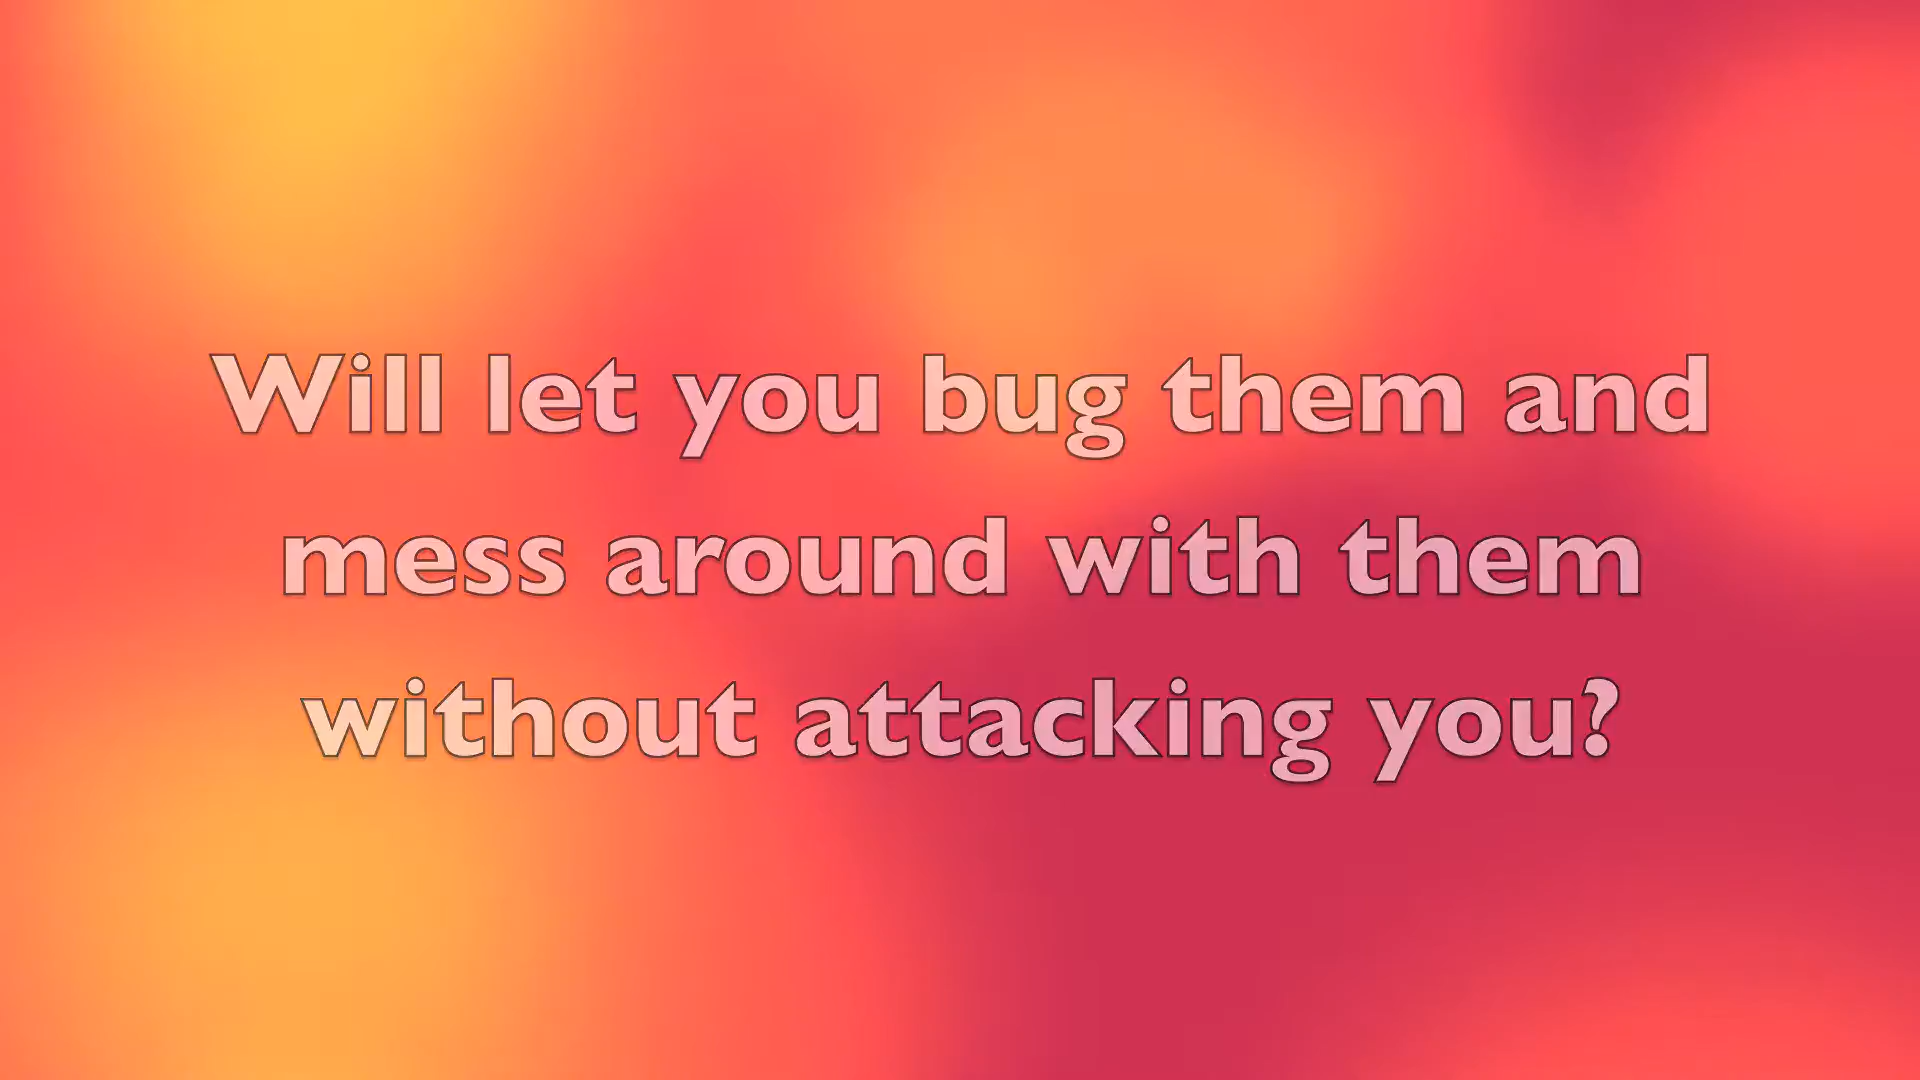 Will let you bug them and
mess around with them
without attacking you?